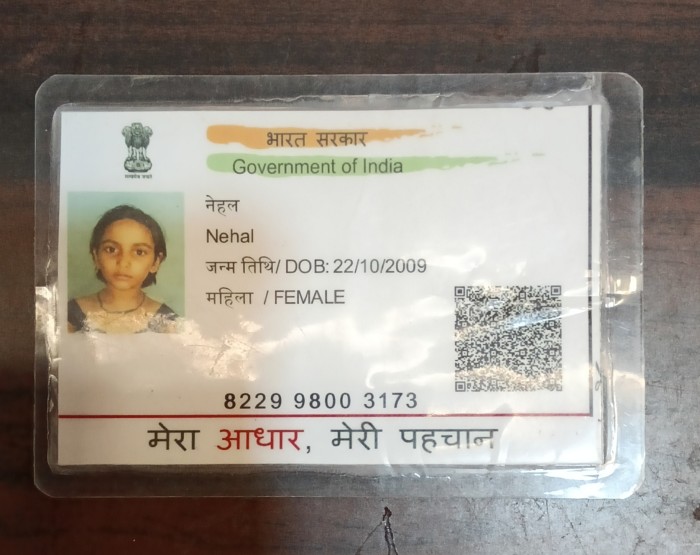 भारत सरकार
Government of India
नेहल
Nehal
जन्म तिथि/ DOB: 22/10/2009
महिला / FEMALE
8229 9800 3173
मेरा आधार, मेरी पहचान